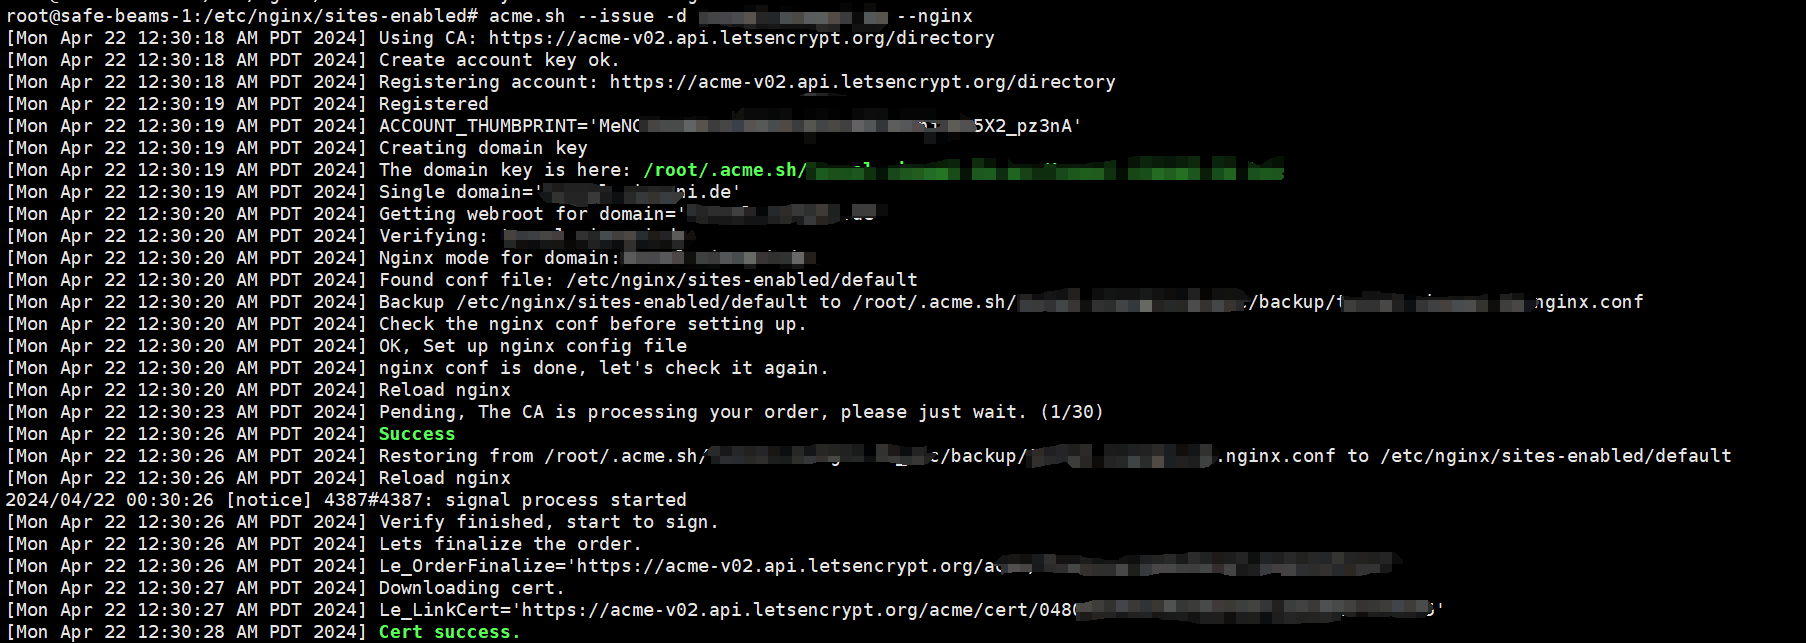 root@safe-beams-1:/etc/nginx/sites-enabled# acme.sh --issue -d --nginx
[Mon Apr 22 12:30:18 AM PDT 2024] Using CA: https://acme-v02.api.letsencrypt.org/directory
[Mon Apr 22 12:30:18 AM PDT 2024] Create account key ok.
[Mon Apr 22 12:30:18 AM PDT 2024] Registering account: https://acme-v02.api.letsencrypt.org/directory
[Mon Apr 22 12:30:19 AM PDT 2024] Registered
[Mon Apr 22 12:30:19 AM PDT 2024] ACCOUNT_THUMBPRINT='MeNC 5X2_pz3nA'
[Mon Apr 22 12:30:19 AM PDT 2024] Creating domain key
[Mon Apr 22 12:30:19 AM PDT 2024] The domain key is here: /root/.acme.sh/
[Mon Apr 22 12:30:19 AM PDT 2024] Single domain=' pi.de'
[Mon Apr 22 12:30:20 AM PDT 2024] Getting webroot for domain='
[Mon Apr 22 12:30:20 AM PDT 2024] Verifying:
[Mon Apr 22 12:30:20 AM PDT 2024] Nginx mode for domain:
[Mon Apr 22 12:30:20 AM PDT 2024] Found conf file: /etc/nginx/sites-enabled/default
[Mon Apr 22 12:30:20 AM PDT 2024] Backup /etc/nginx/sites-enabled/default to /root/.acme.sh/ /backup/ nginx.conf
[Mon Apr 22 12:30:20 AM PDT 2024] Check the nginx conf before setting up.
[Mon Apr 22 12:30:20 AM PDT 2024] OK, Set up nginx config file
[Mon Apr 22 12:30:20 AM PDT 2024] nginx conf is done, let's check it again.
[Mon Apr 22 12:30:20 AM PDT 2024] Reload nginx
[Mon Apr 22 12:30:23 AM PDT 2024] Pending, The CA is processing your order, please just wait. (1/30)
[Mon Apr 22 12:30:26 AM PDT 2024] Success
[Mon Apr 22 12:30:26 AM PDT 2024] Restoring from /root/.acme.sh/ /backup/ .nginx.conf to /etc/nginx/sites-enabled/default
[Mon Apr 22 12:30:26 AM PDT 2024] Reload nginx
2024/04/22 00:30:26 [notice] 4387#4387: signal process started
[Mon Apr 22 12:30:26 AM PDT 2024] Verify finished, start to sign.
[Mon Apr 22 12:30:26 AM PDT 2024] Lets finalize the order.
[Mon Apr 22 12:30:26 AM PDT 2024] Le_OrderFinalize='https://acme-v02.api.letsencrypt.org/
[Mon Apr 22 12:30:27 AM PDT 2024] Downloading cert.
[Mon Apr 22 12:30:27 AM PDT 2024] Le_LinkCert='https://acme-v02.api.letsencrypt.org/acme/cert/048 '
[Mon Apr 22 12:30:28 AM PDT 2024] Cert success.